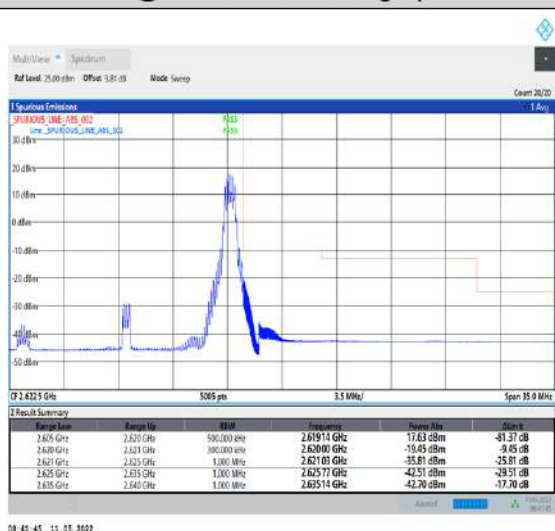 MultiView Spectrum
Ref Level 25.00 dBm Offset 3.81 dB Mode Sweep
Count 20/20
1 Spurious Emissions 1 Avg
SPURIOUS_LINE_ABS_002 PASS
Line _SPURIOUS_LINE_ABS_002 PASS
30 dBm
20 dBm
10 dBm
0 dBm
-10 dBm
-20 dBm
-30 dBm
-40 dBm
-50 dBm
CF 2.6225 GHz 5005 pts 3.5 MHz/ Span 35.0 MHz
2 Result Summary
Range Low Range Up RBW Frequency Power Abs ΔLimit
2.605 GHz 2.620 GHz 500.000 kHz 2.61914 GHz 17.63 dBm -81.37 dB
2.620 GHz 2.621 GHz 300.000 kHz 2.62000 GHz -19.45 dBm -9.45 dB
2.621 GHz 2.625 GHz 1.000 MHz 2.62103 GHz -35.81 dBm -25.81 dB
2.625 GHz 2.635 GHz 1.000 MHz 2.62577 GHz -42.51 dBm -29.51 dB
2.635 GHz 2.640 GHz 1.000 MHz 2.63514 GHz -42.70 dBm -17.70 dB
Aborted
08:41:45 11.05.2022